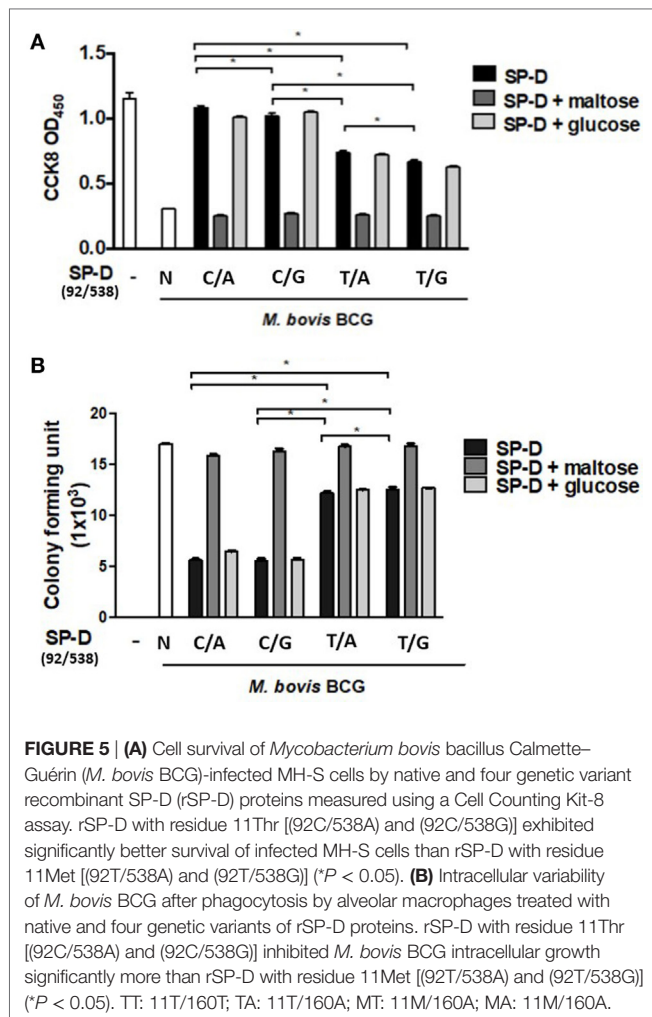 A
* 
*
*
*
*
*
1.5
1.0
0.5
0.0
CCK8 OD450
SP-D
SP-D + maltose
SP-D + glucose
SP-D
(92/538)
- N C/A C/G T/A T/G
M. bovis BCG
B
*
*
*
*
*
20
15
10
5
0
Colony forming unit
(1x10³)
SP-D
SP-D + maltose
SP-D + glucose
SP-D
(92/538)
- N C/A C/G T/A T/G
M. bovis BCG
FIGURE 5 | (A) Cell survival of Mycobacterium bovis bacillus Calmette–
Guérin (M. bovis BCG)-infected MH-S cells by native and four genetic variant
recombinant SP-D (rSP-D) proteins measured using a Cell Counting Kit-8
assay. rSP-D with residue 11Thr [(92C/538A) and (92C/538G)] exhibited
significantly better survival of infected MH-S cells than rSP-D with residue
11Met [(92T/538A) and (92T/538G)] (*P < 0.05). (B) Intracellular variability
of M. bovis BCG after phagocytosis by alveolar macrophages treated with
native and four genetic variants of rSP-D proteins. rSP-D with residue 11Thr
[(92C/538A) and (92C/538G)] inhibited M. bovis BCG intracellular growth
significantly more than rSP-D with residue 11Met [(92T/538A) and (92T/538G)]
(*P < 0.05). TT: 11T/160T; TA: 11T/160A; MT: 11M/160A; MA: 11M/160A.